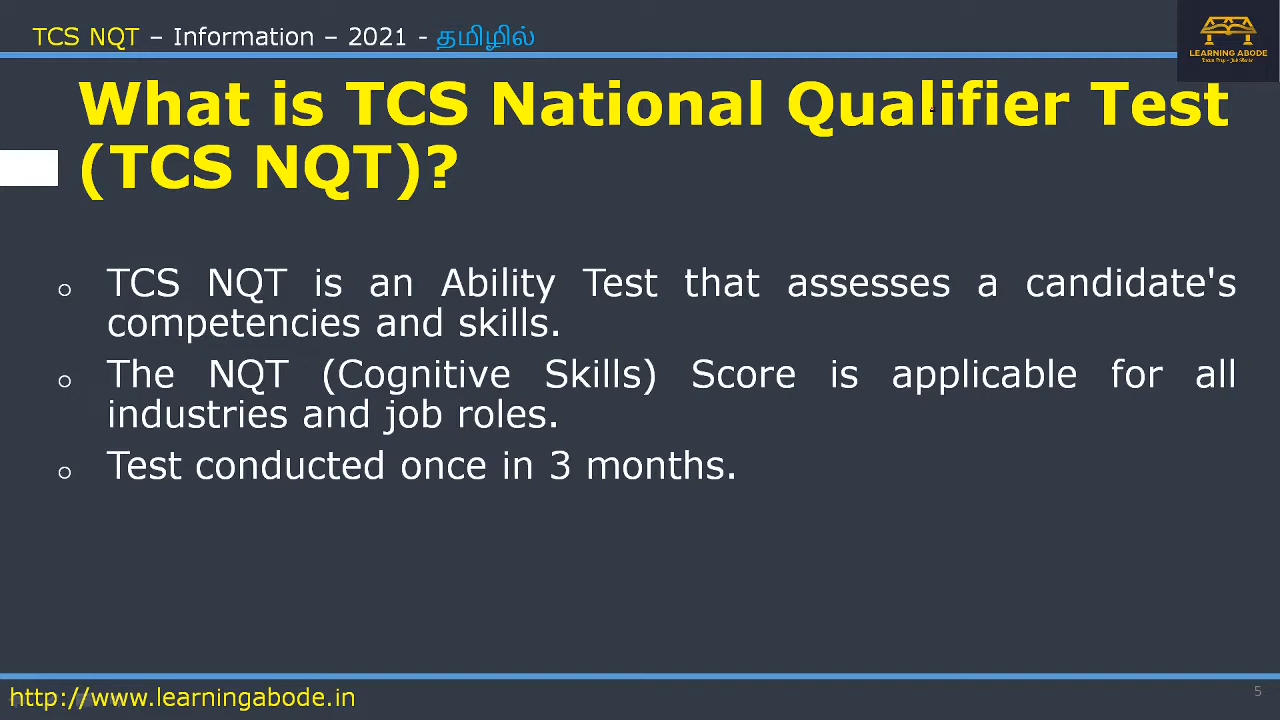 TCS NQT – Information – 2021 - தமிழில்
LEARNING ABODE
What is TCS National Qualifier Test
(TCS NQT)?
TCS NQT is an Ability Test that assesses a candidate's
competencies and skills.
The NQT (Cognitive Skills) Score is applicable for all
industries and job roles.
Test conducted once in 3 months.
http://www.learningabode.in
5